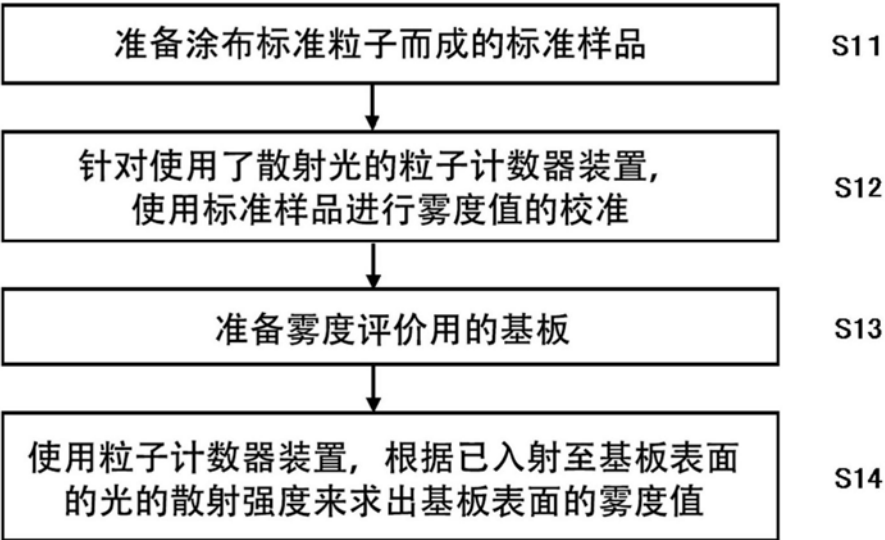 准备涂布标准粒子而成的标准样品
S11
针对使用了散射光的粒子计数器装置,
使用标准样品进行雾度值的校准
S12
准备雾度评价用的基板
S13
使用粒子计数器装置, 根据已入射至基板表面
的光的散射强度来求出基板表面的雾度值
S14